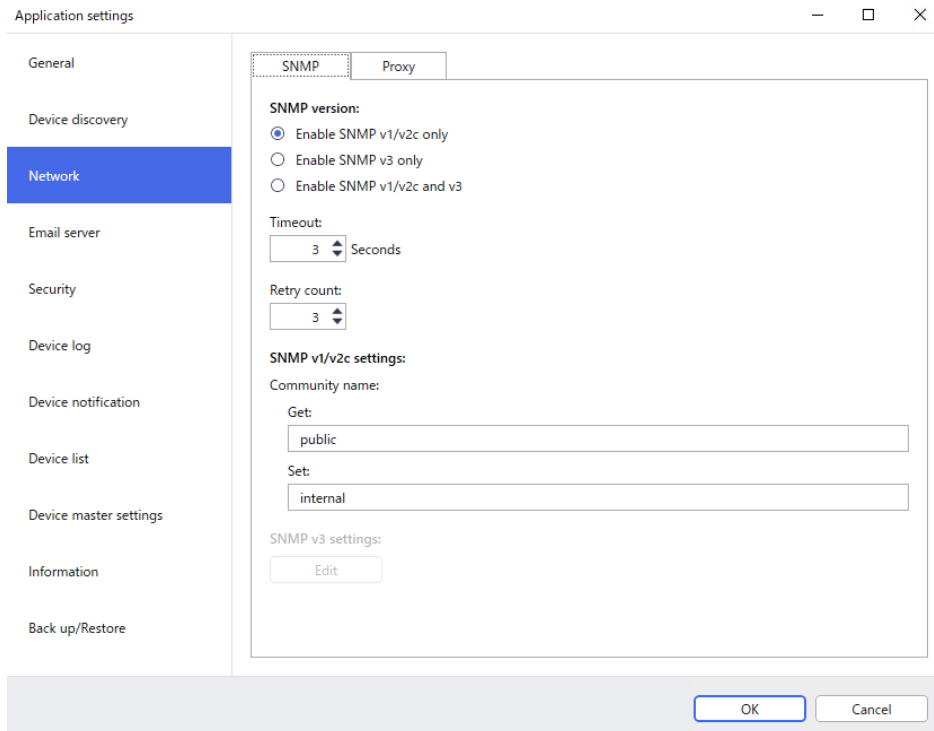 Application settings
General
Device discovery
Network
Email server
Security
Device log
Device notification
Device list
Device master settings
Information
Back up/Restore
SNMP Proxy
SNMP version:
Enable SNMP v1/v2c only
Enable SNMP v3 only
Enable SNMP v1/v2c and v3
Timeout:
3 Seconds
Retry count:
3
SNMP v1/v2c settings:
Community name:
Get:
public
Set:
internal
SNMP v3 settings:
Edit
OK Cancel